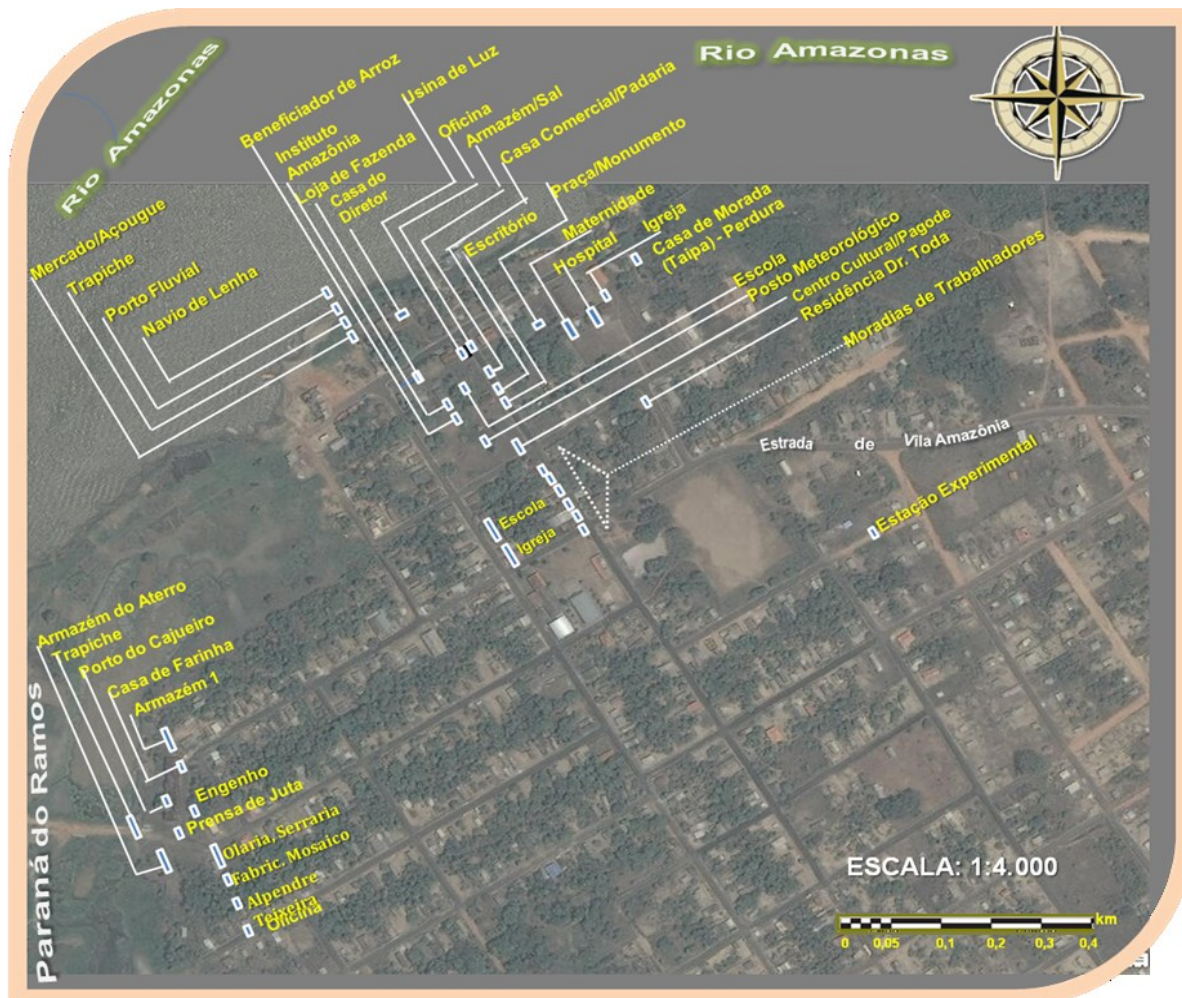 Rio Amazonas
Rio Amazonas
Beneficiador de Arroz
Instituto
Amazônia
Loja de Fazenda
Casa do
Diretor
Usina de Luz
Oficina
Armazém/Sal
Casa Comercial/Padaria
Praça/Monumento
Escritório
Maternidade
Hospital
Igreja
Casa de Morada
(Taipa) - Perdura
Escola
Posto Meteorológico
Centro Cultural/Pagode
Residência Dr. Toda
Moradias de Trabalhadores
Mercado/Açougue
Trapiche
Porto Fluvial
Navio de Lenha
Estrada de Vila Amazônia
Estação Experimental
Escola
Igreja
Armazém do Aterro
Trapiche
Porto do Cajueiro
Casa de Farinha
Armazém 1
Engenho
Prensa de Juta
Olaria, Serraria
Fabric. Mosaico
Alpendre
Teixeira
Oficina
Paraná do Ramos
ESCALA: 1:4.000
km
0 0,05 0,1 0,2 0,3 0,4